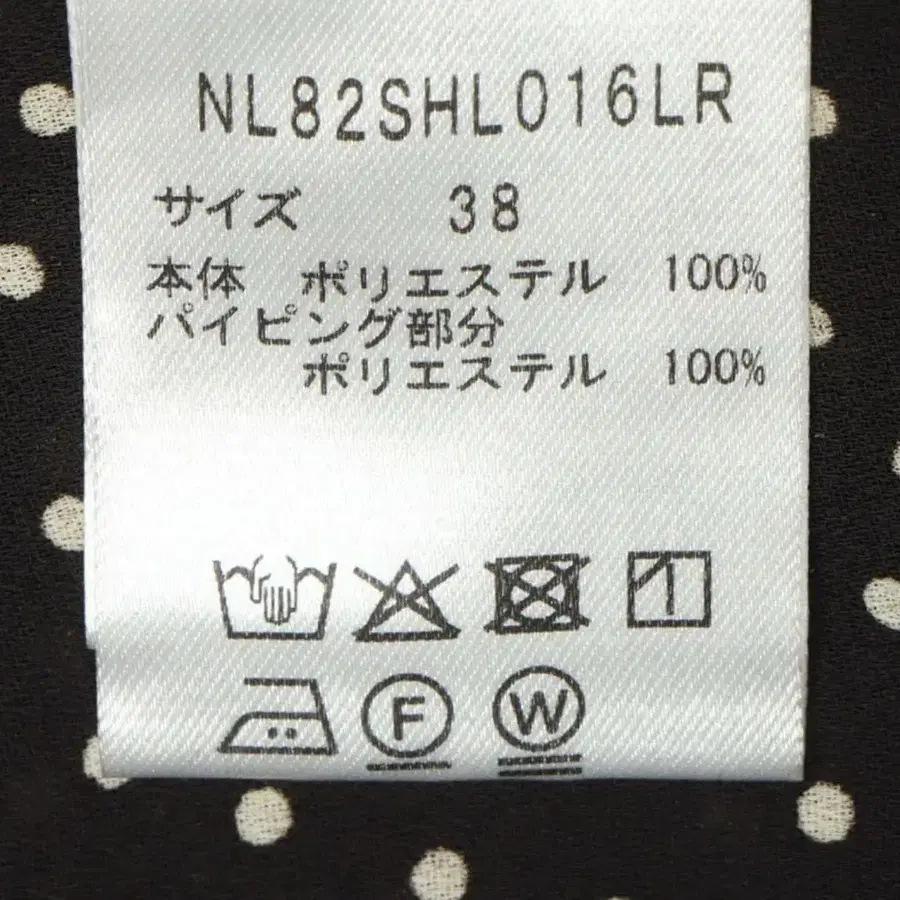 NL82SHL016LR
サイズ 38
本体 ポリエステル 100%
パイピング部分
ポリエステル 100%
F W